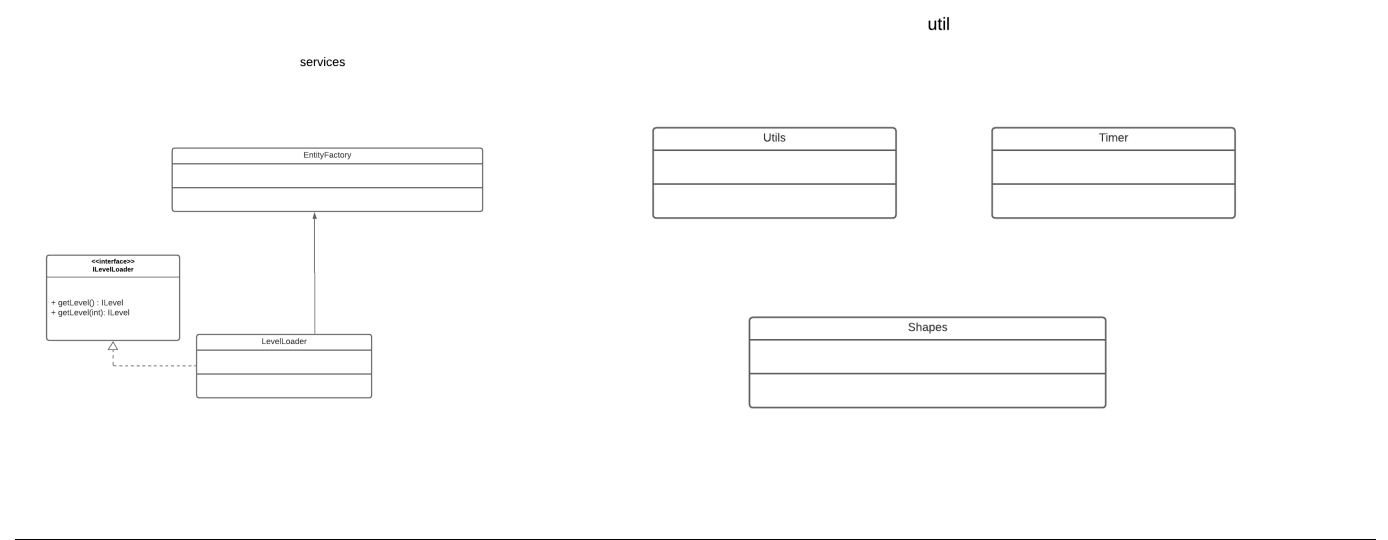 util
services
Utils
Timer
EntityFactory
<<interface>>
ILevelLoader
+ getLevel() : ILevel
+ getLevel(int): ILevel
Shapes
LevelLoader